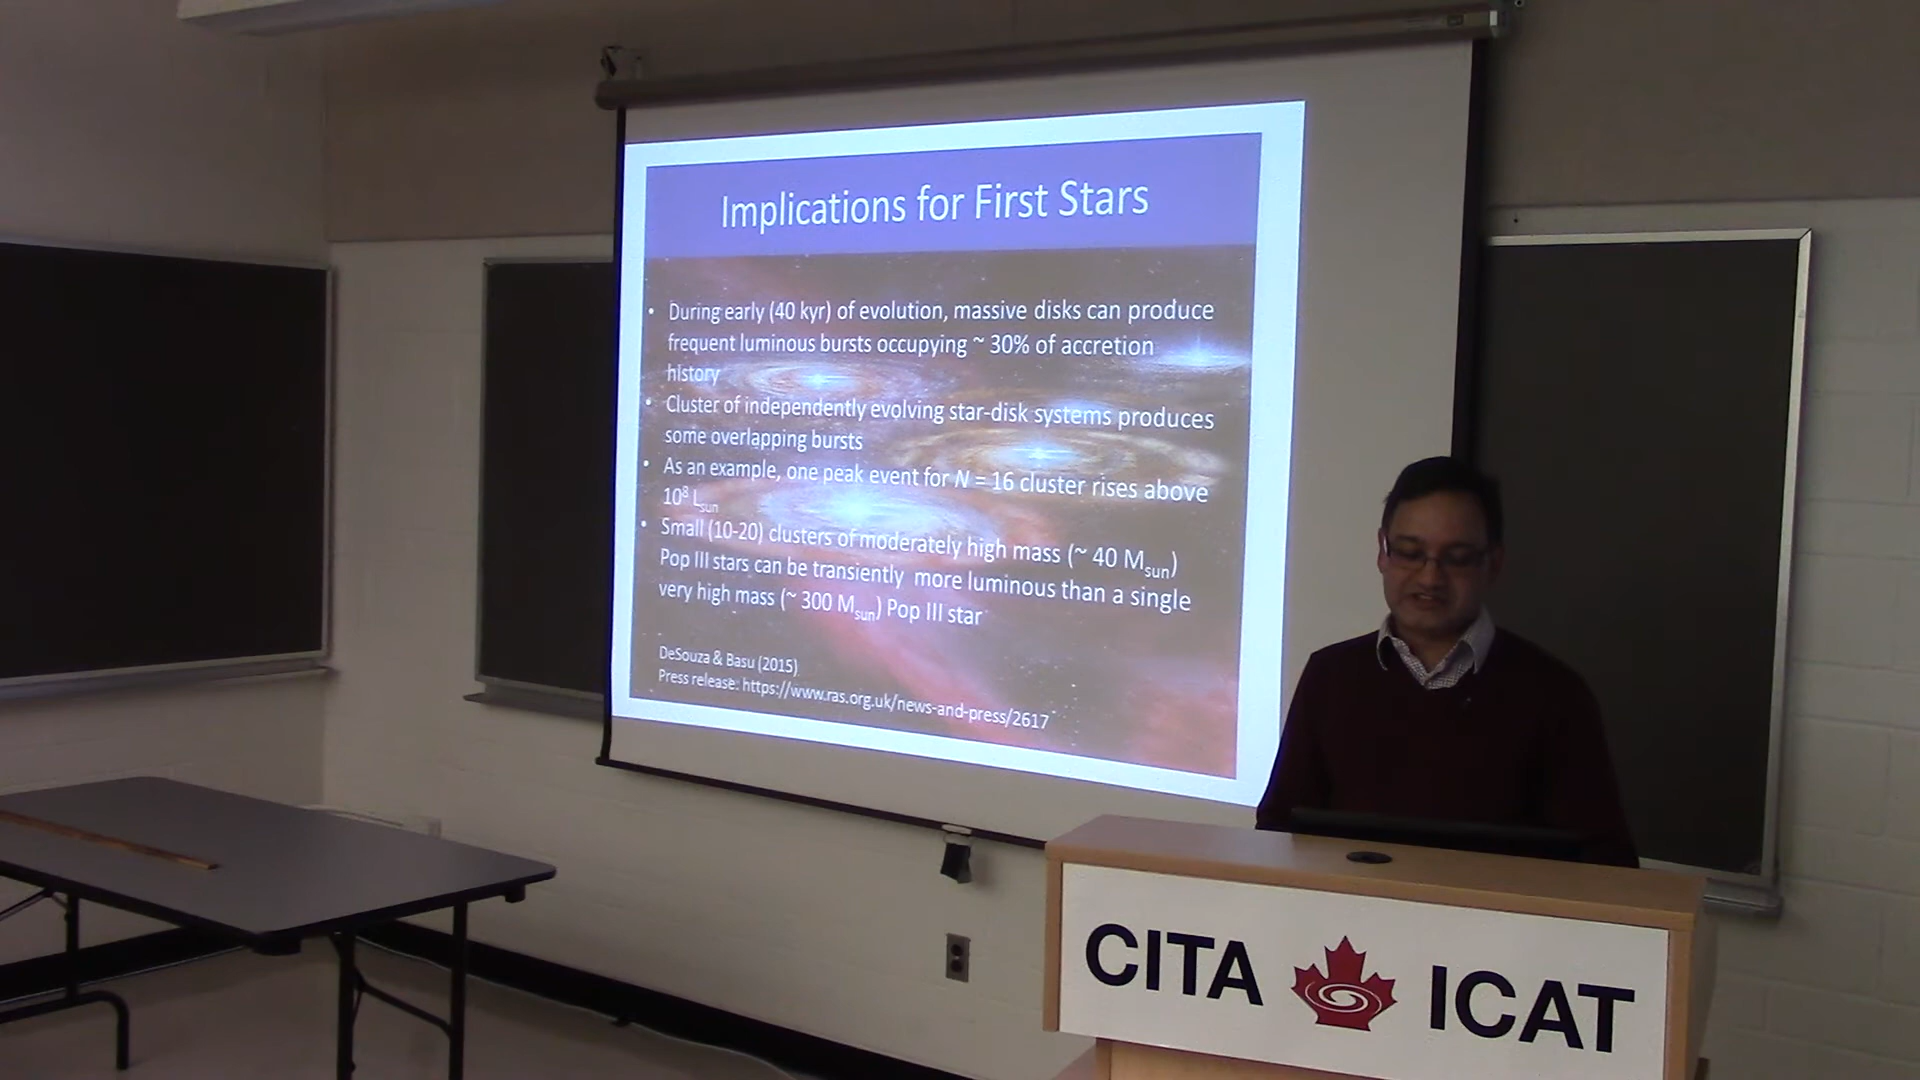 Implications for First Stars
• During early (40 kyr) of evolution, massive disks can produce
frequent luminous bursts occupying ~ 30% of accretion
history
• Cluster of independently evolving star-disk systems produces
some overlapping bursts
• As an example, one peak event for N = 16 cluster rises above
10⁸ Lsun
• Small (10-20) clusters of moderately high mass (~ 40 Msun)
Pop III stars can be transiently more luminous than a single
very high mass (~ 300 Msun) Pop III star
DeSouza & Basu (2015)
Press release: https://www.ras.org.uk/news-and-press/2617
CITA ICAT